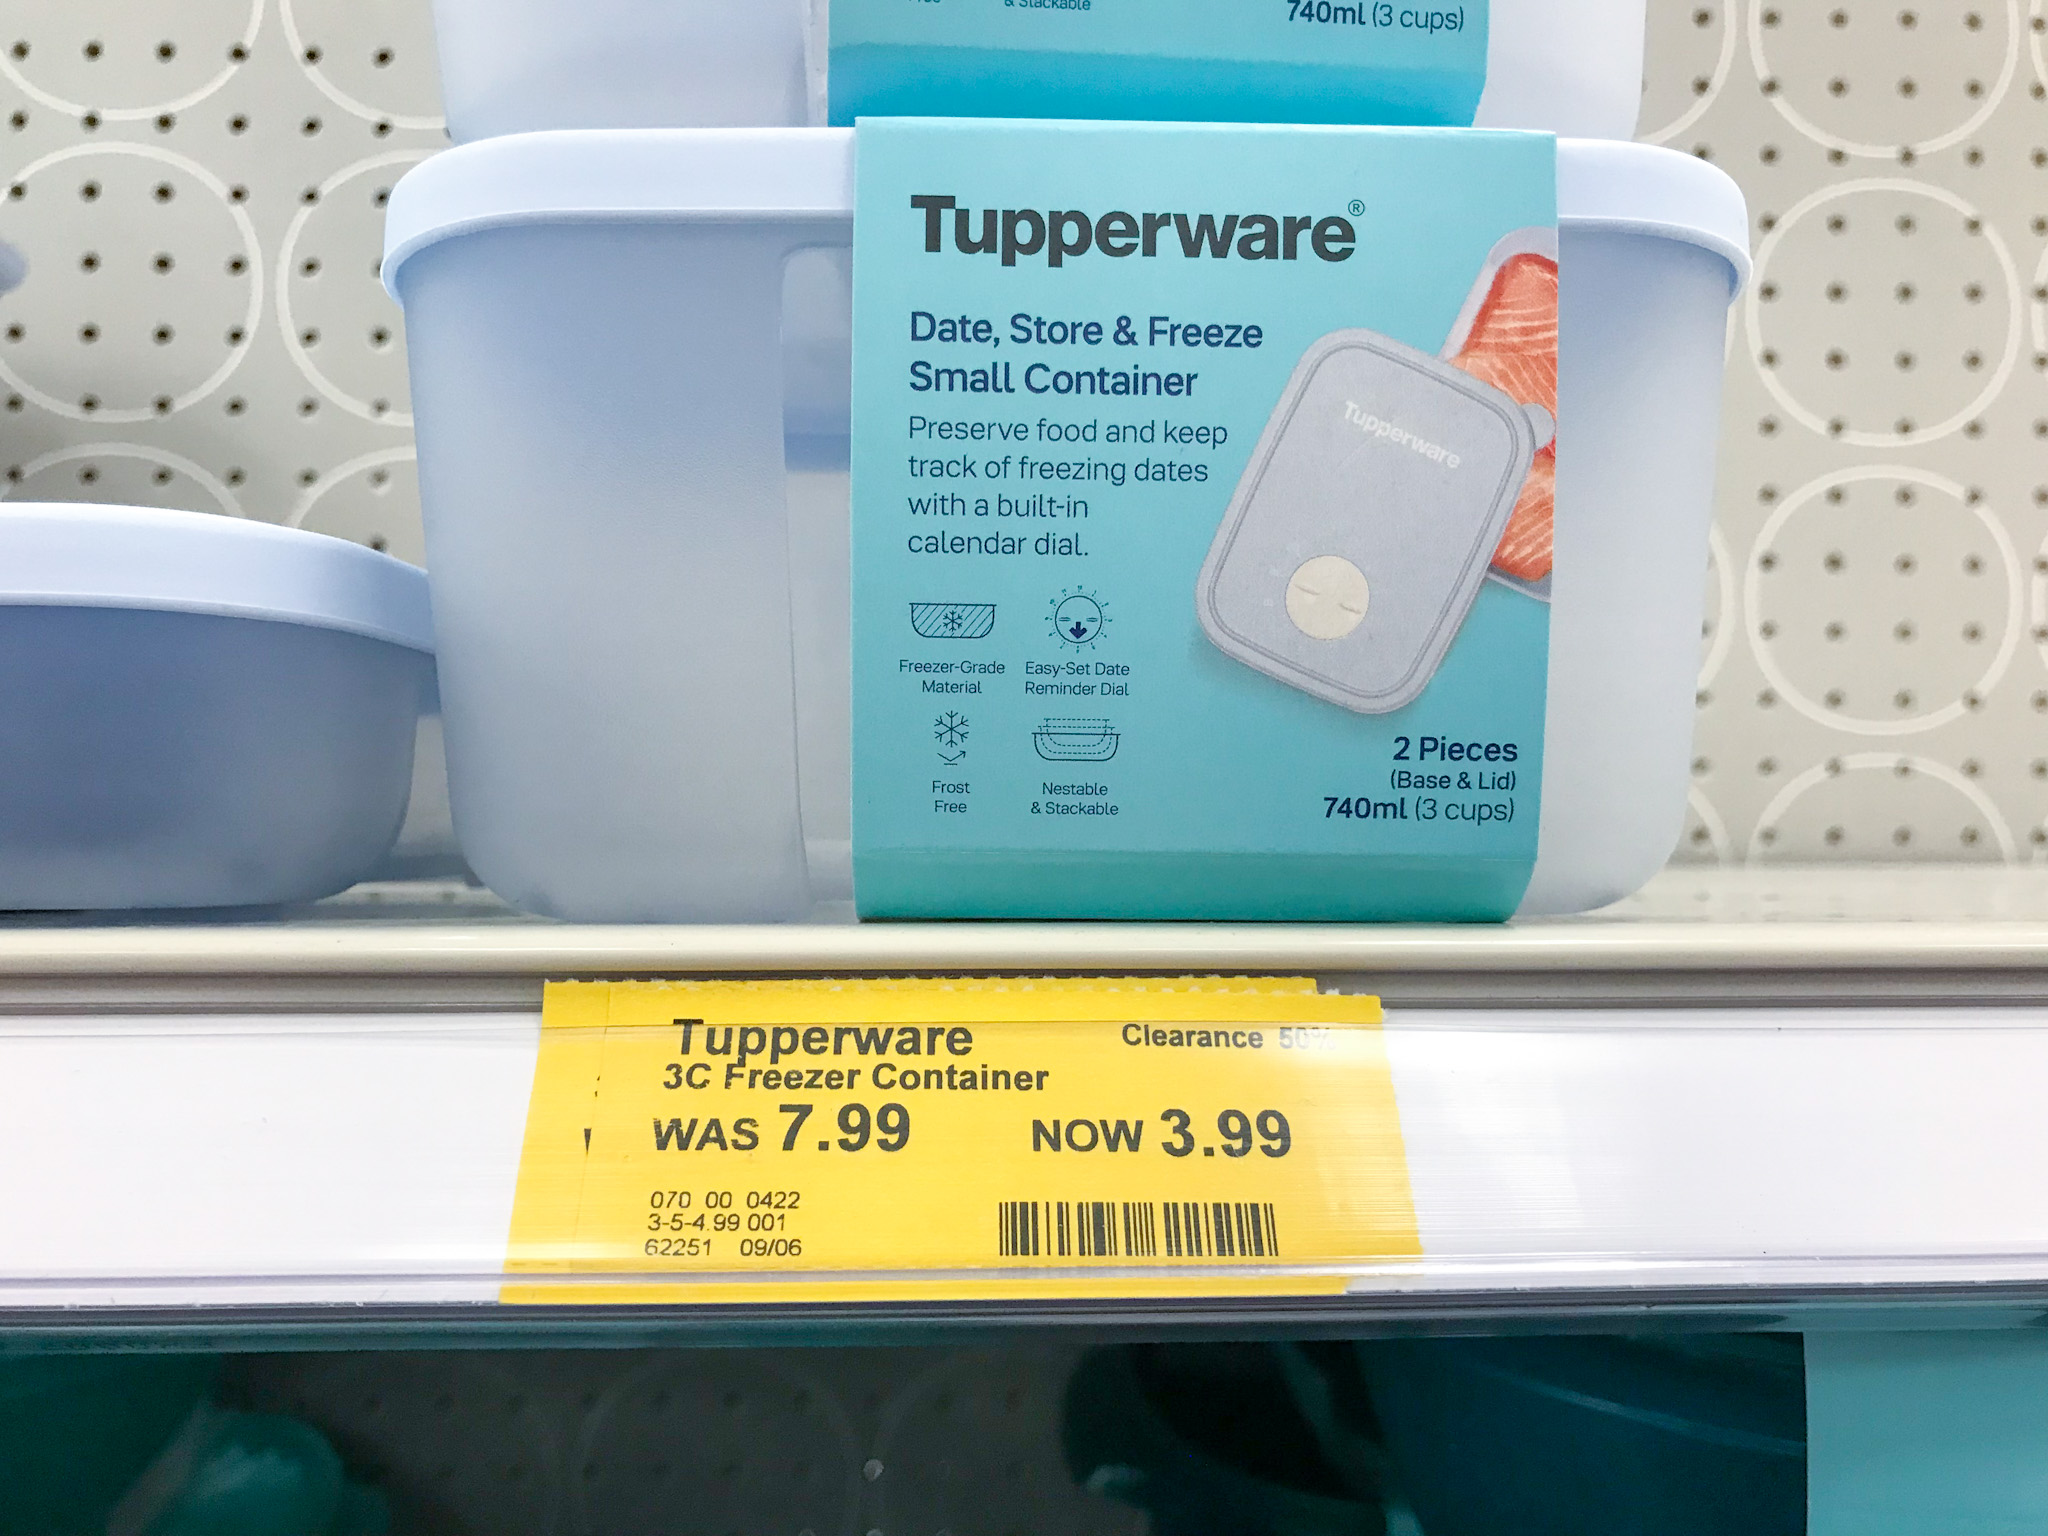 & Stackable
740ml (3 cups)
Tupperware®
Date, Store & Freeze
Small Container
Preserve food and keep
track of freezing dates
with a built-in
calendar dial.
Tupperware
Freezer-Grade
Material
Easy-Set Date
Reminder Dial
Frost
Free
Nestable
& Stackable
2 Pieces
(Base & Lid)
740ml (3 cups)
Tupperware
Clearance 50%
3C Freezer Container
WAS 7.99
NOW 3.99
070 00 0422
3-5-4.99 001
62251 09/06